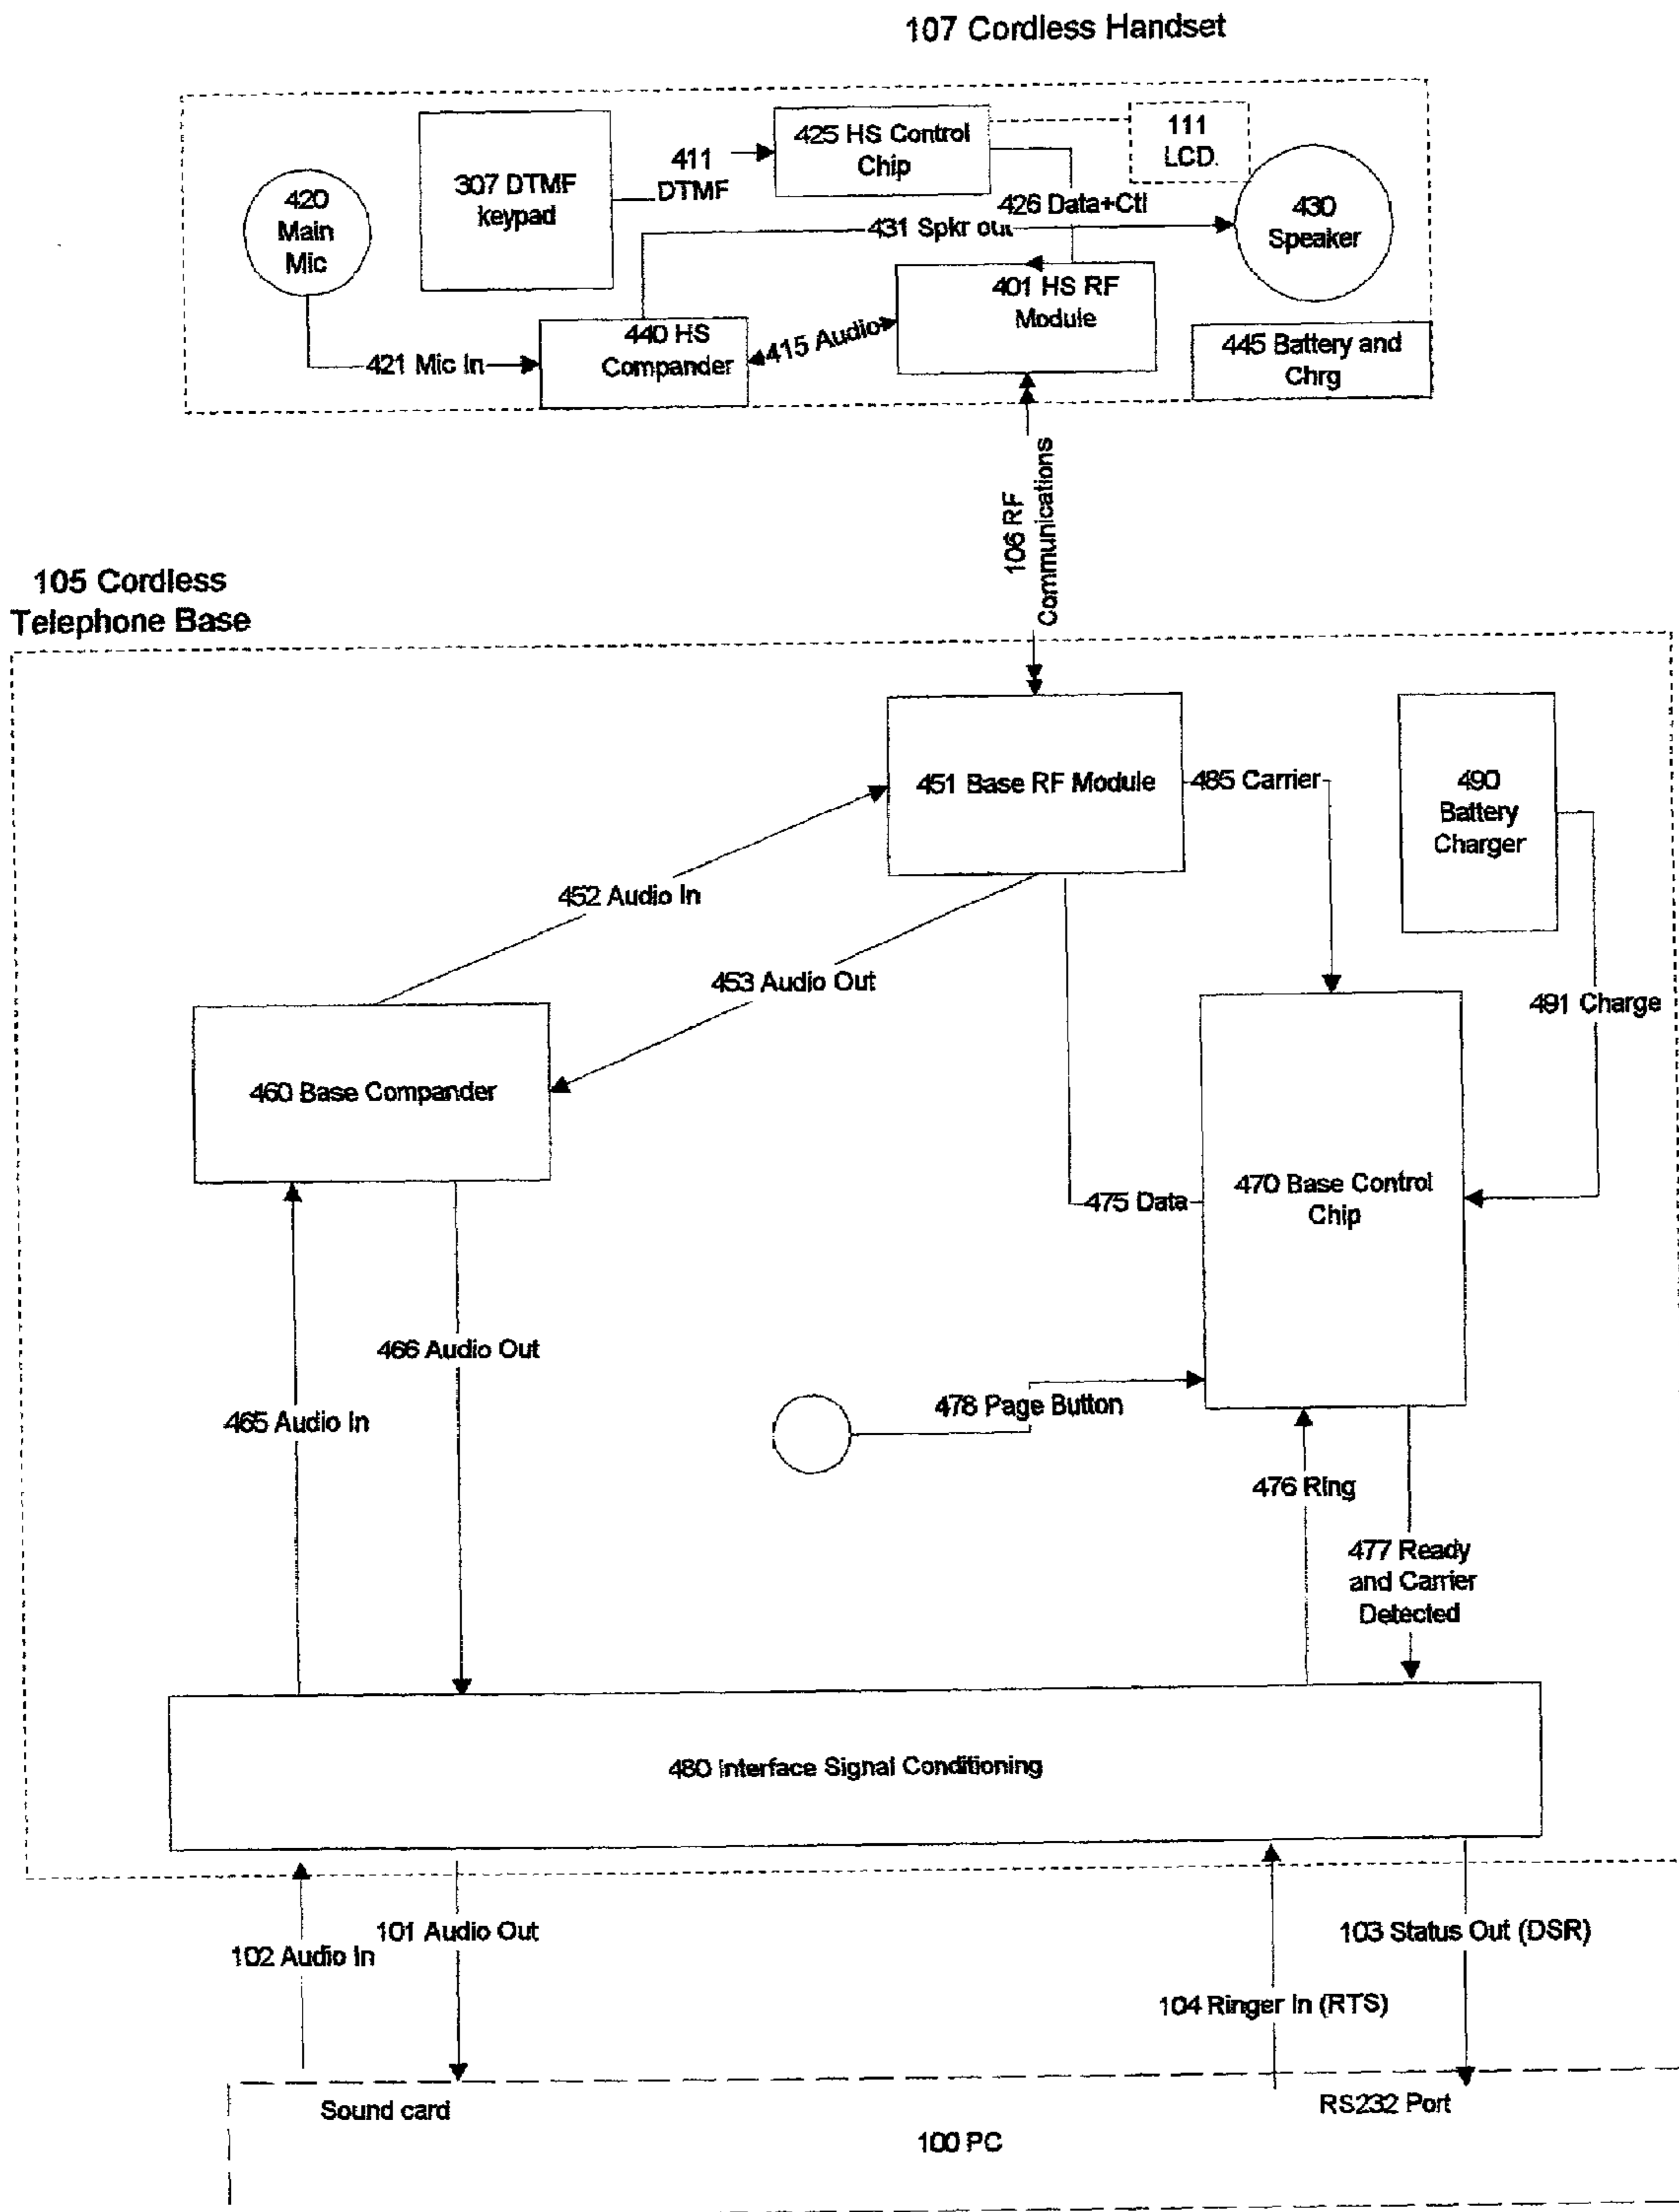 107 Cordless Handset
420
Main
Mic
307 DTMF
keypad
411
DTMF
425 HS Control
Chip
111
LCD.
426 Data+Ctl
431 Spkr out
430
Speaker
401 HS RF
Module
440 HS
Compander
415 Audio
421 Mic In
445 Battery and
Chrg
106 RF
Communications
105 Cordless
Telephone Base
451 Base RF Module
485 Carrier
490
Battery
Charger
452 Audio In
453 Audio Out
491 Charge
460 Base Compander
470 Base Control
Chip
475 Data
466 Audio Out
465 Audio In
478 Page Button
476 Ring
477 Ready
and Carrier
Detected
480 Interface Signal Conditioning
101 Audio Out
102 Audio In
103 Status Out (DSR)
104 Ringer In (RTS)
Sound card
RS232 Port
100 PC